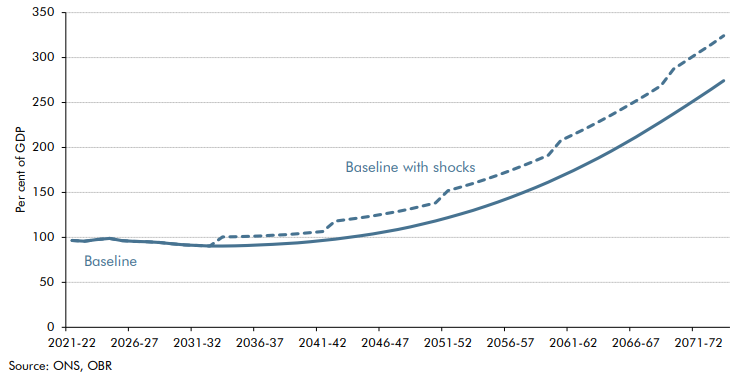 350
300
250
200
150
100
50
0
Per cent of GDP
Baseline with shocks
Baseline
2021-22 2026-27 2031-32 2036-37 2041-42 2046-47 2051-52 2056-57 2061-62 2066-67 2071-72
Source: ONS, OBR